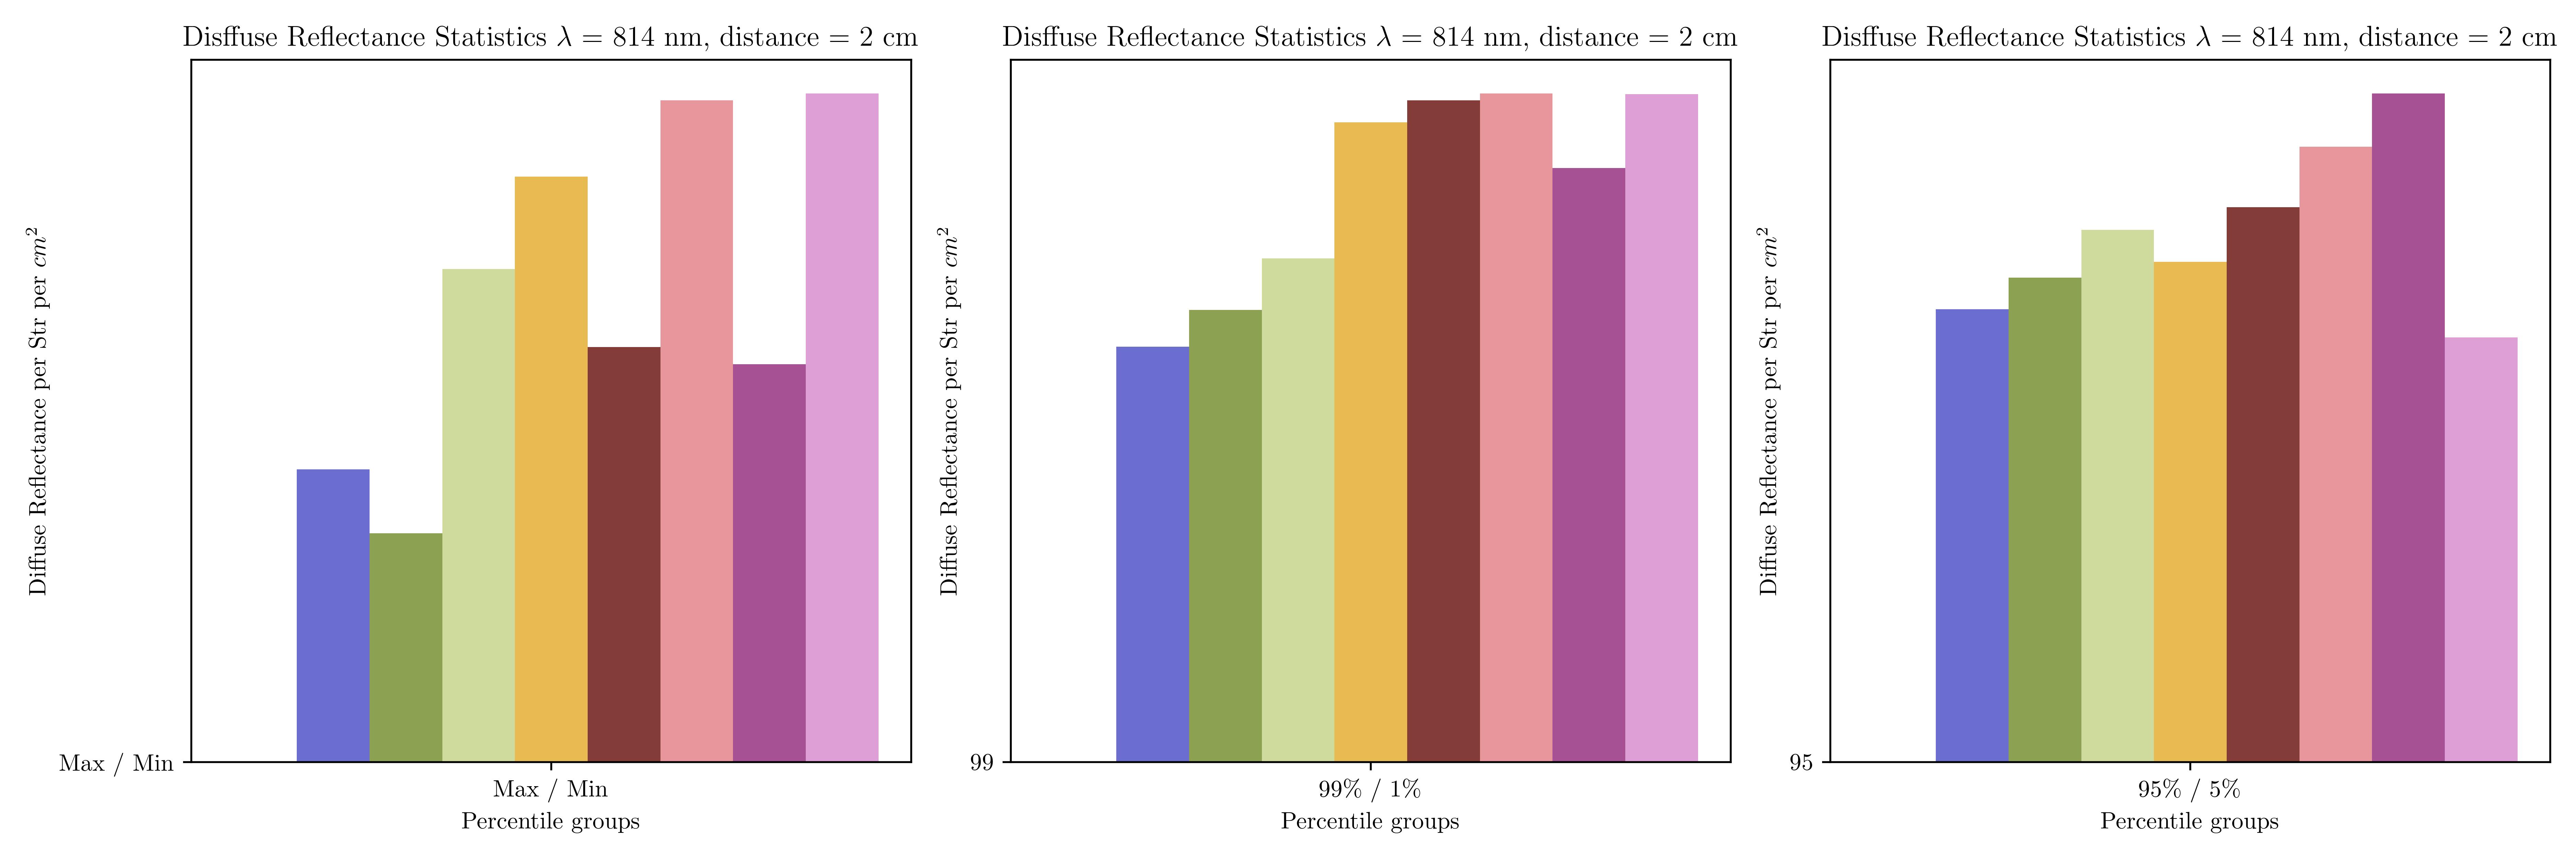 Disffuse Reflectance Statistics λ = 814 nm, distance = 2 cm
Diffuse Reflectance per Str per cm²
Max / Min
Max / Min
Percentile groups
Disffuse Reflectance Statistics λ = 814 nm, distance = 2 cm
Diffuse Reflectance per Str per cm²
99
99% / 1%
Percentile groups
Disffuse Reflectance Statistics λ = 814 nm, distance = 2 cm
Diffuse Reflectance per Str per cm²
95
95% / 5%
Percentile groups